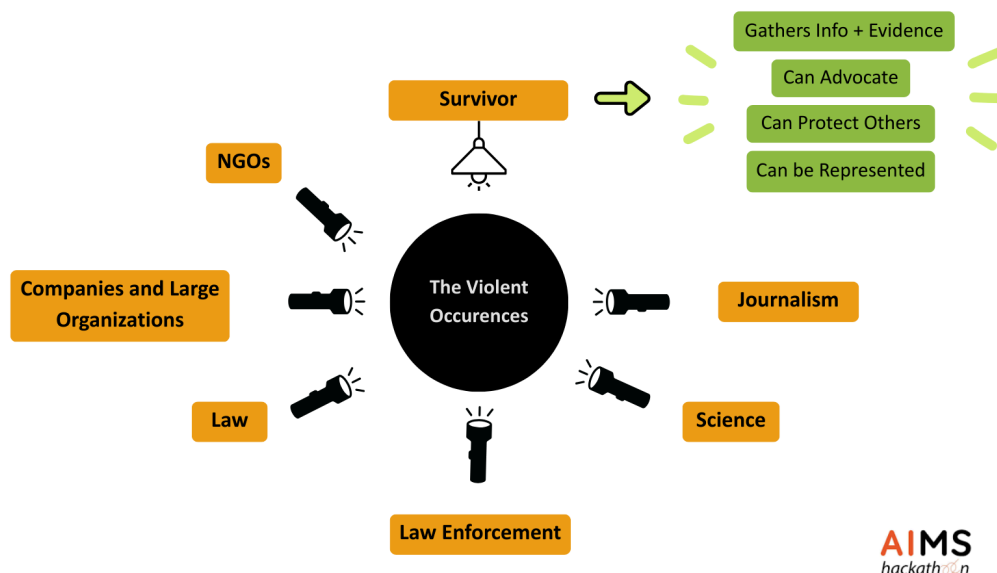 Gathers Info + Evidence
Can Advocate
Survivor
Can Protect Others
NGOs
Can be Represented
The Violent
Occurences
Companies and Large
Organizations
Journalism
Law
Science
Law Enforcement
AIMS
hackathon